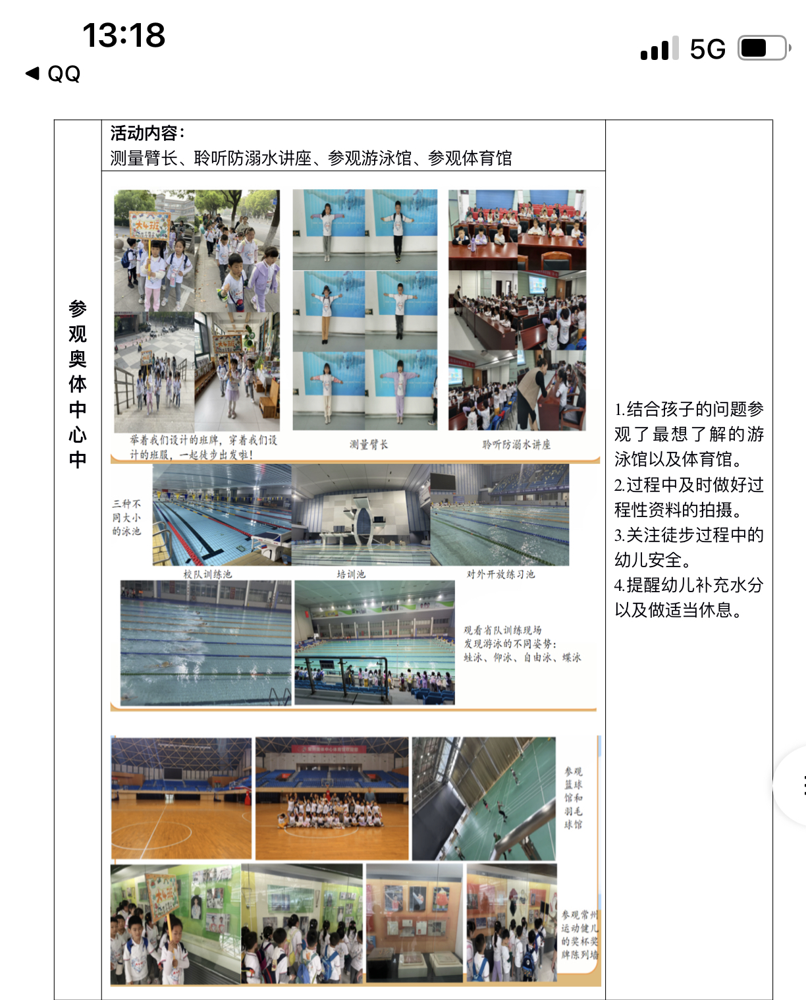 13:18
5G
◀ QQ
活动内容：
测量臂长、聆听防溺水讲座、参观游泳馆、参观体育馆
参
观
奥
体
中
心
中
大4班
大4班
举着我们设计的班牌，穿着我们设
计的班服，一起徒步出发啦！
测量臂长
聆听防溺水讲座
三种不
同大小
的泳池
校队训练池
培训池
对外开放练习池
观看省队训练现场
发现游泳的不同姿势：
蛙泳、仰泳、自由泳、蝶泳
参观
篮球
馆和
羽毛
球馆
大4班
参观常州
运动健儿
的奖杯奖
牌陈列墙
1.结合孩子的问题参
观了最想了解的游
泳馆以及体育馆。
2.过程中及时做好过
程性资料的拍摄。
3.关注徒步过程中的
幼儿安全。
4.提醒幼儿补充水分
以及做适当休息。